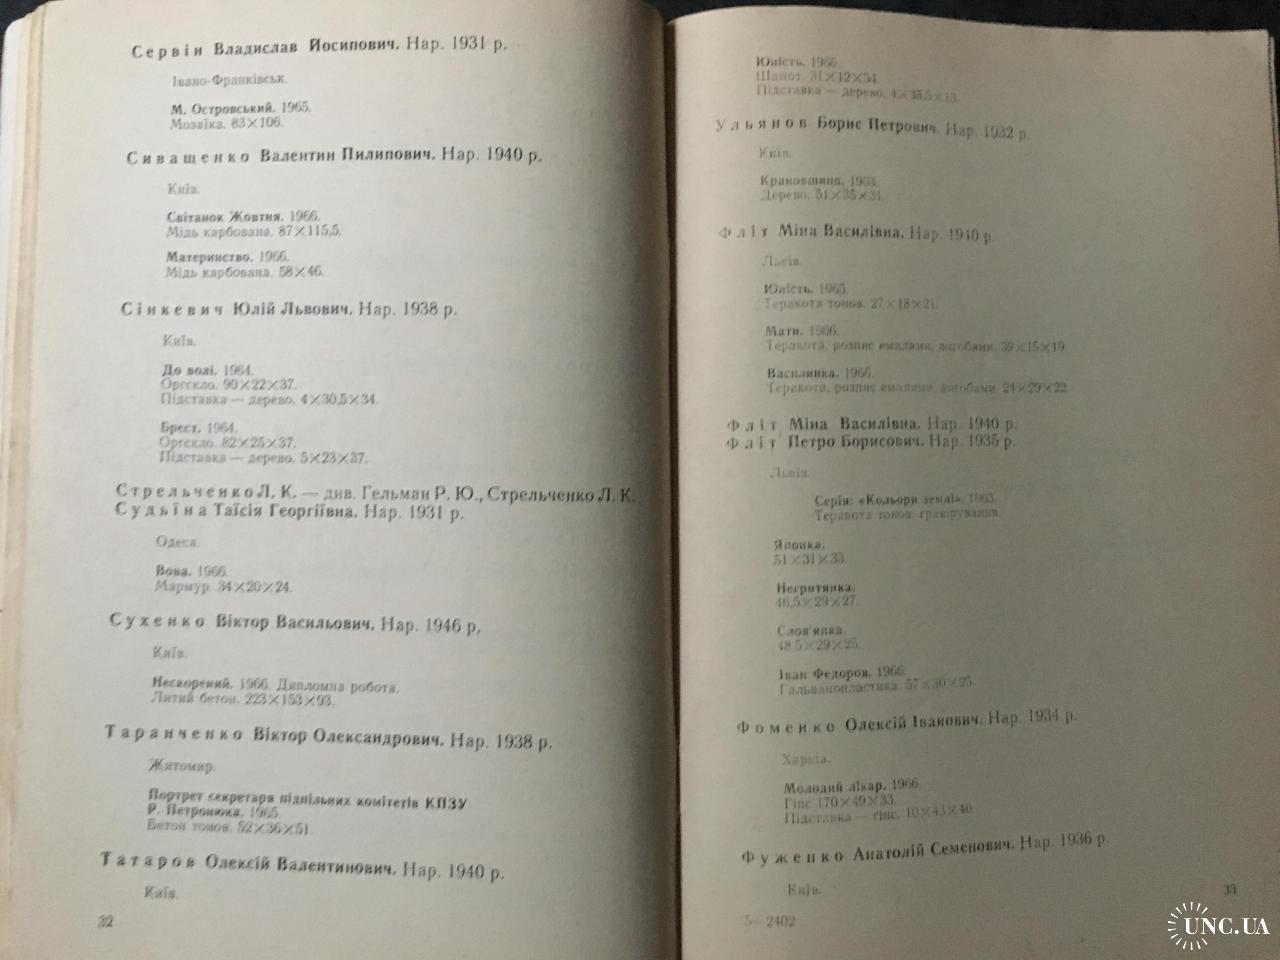 Сервін Владислав Йосипович. Нар. 1931 р.
Івано-Франківськ.
М. Островський. 1965.
Мозаїка. 83×106.
Сиващенко Валентин Пилипович. Нар. 1940 р.
Київ.
Світанок Жовтня. 1966.
Мідь карбована. 87×115,5.
Материнство. 1966.
Мідь карбована. 58×46.
Сінкевич Юлій Львович. Нар. 1938 р.
Київ.
До волі. 1964.
Оргскло. 90×22×37.
Підставка — дерево. 4×30,5×34.
Брест. 1964.
Оргскло. 82×25×37.
Підставка — дерево. 5×23×37.
Стрельченко Л. К. — див. Гельман Р. Ю., Стрельченко Л. К.
Судьїна Таїсія Георгіївна. Нар. 1931 р.
Одеса.
Вова. 1966.
Мармур. 34×20×24.
Сухенко Віктор Васильович. Нар. 1946 р.
Київ.
Нескорений. 1966. Дипломна робота.
Литий бетон. 223×153×93.
Таранченко Віктор Олександрович. Нар. 1938 р.
Житомир.
Портрет секретаря підпільних комітетів КПЗУ
Р. Петронюка. 1965.
Бетон тонов. 52×36×51.
Татаров Олексій Валентинович. Нар. 1940 р.
Київ.
32
Юність. 1966.
Шамот. 31×12×34.
Підставка — дерево. 4×35,5×13.
Ульянов Борис Петрович. Нар. 1932 р.
Київ.
Крановщиця. 1963.
Дерево. 51×35×31.
Фліт Міна Василівна. Нар. 1940 р.
Львів.
Юність. 1965.
Теракота тонов. 27×18×21.
Мати. 1966.
Теракота, розпис емалями, ангобами. 39×15×19.
Василинка. 1966.
Теракота, розпис емалями, ангобами. 24×29×22.
Фліт Міна Василівна. Нар. 1940 р.
Фліт Петро Борисович. Нар. 1935 р.
Львів.
Серія: «Кольори землі». 1963.
Теракота тонов. гравірування.
Японка.
51×31×33.
Негритянка.
46,5×29×27.
Слов'янка.
48.5×29×25.
Іван Федоров. 1966.
Гальванопластика. 57×30×25.
Фоменко Олексій Іванович. Нар. 1934 р.
Харків.
Молодий лікар. 1966.
Гіпс 170×49×33.
Підставка — гіпс. 10×43×40.
Фуженко Анатолій Семенович. Нар. 1936 р.
Київ.
33
5—2402
UNC.UA